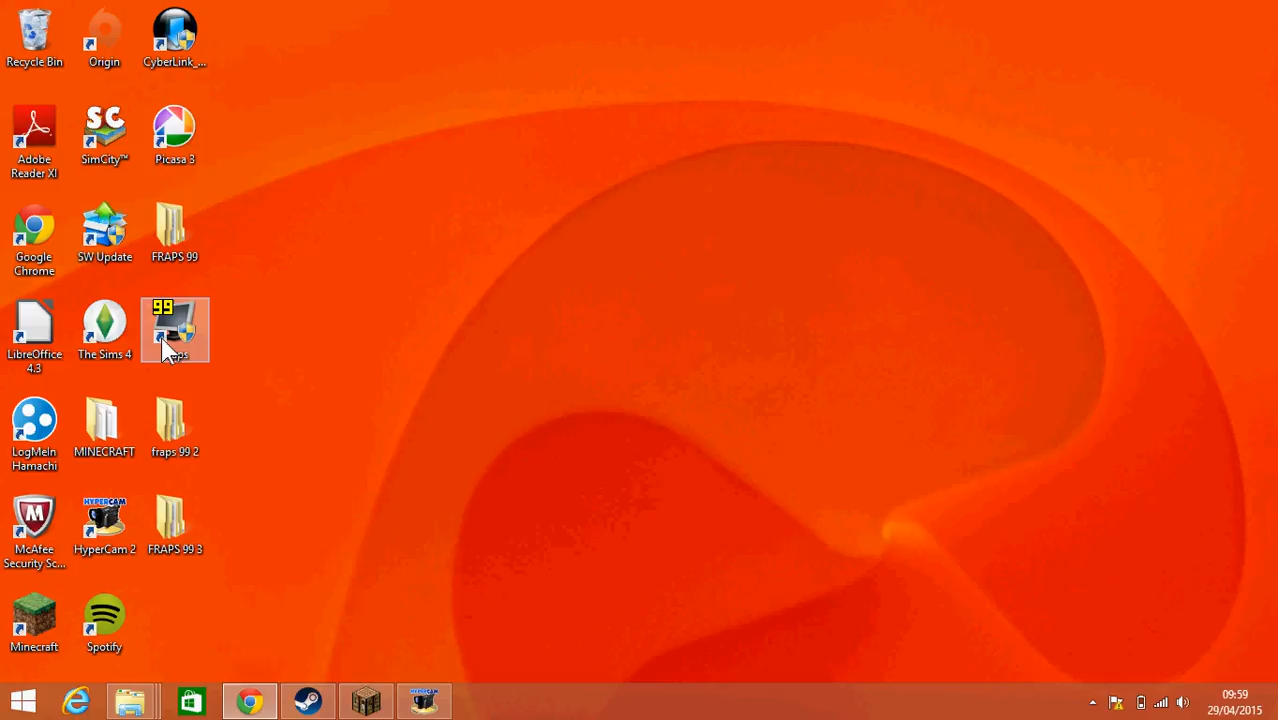 Recycle Bin
Origin
CyberLink_...
Adobe
Reader XI
SC
SimCity™
Picasa 3
Google
Chrome
SW Update
FRAPS 99
LibreOffice
4.3
The Sims 4
99
LogMeIn
Hamachi
MINECRAFT
fraps 99 2
McAfee
Security Sc...
HYPERCAM
HyperCam 2
FRAPS 99 3
Minecraft
Spotify
HYPERCAM
09:59
29/04/2015